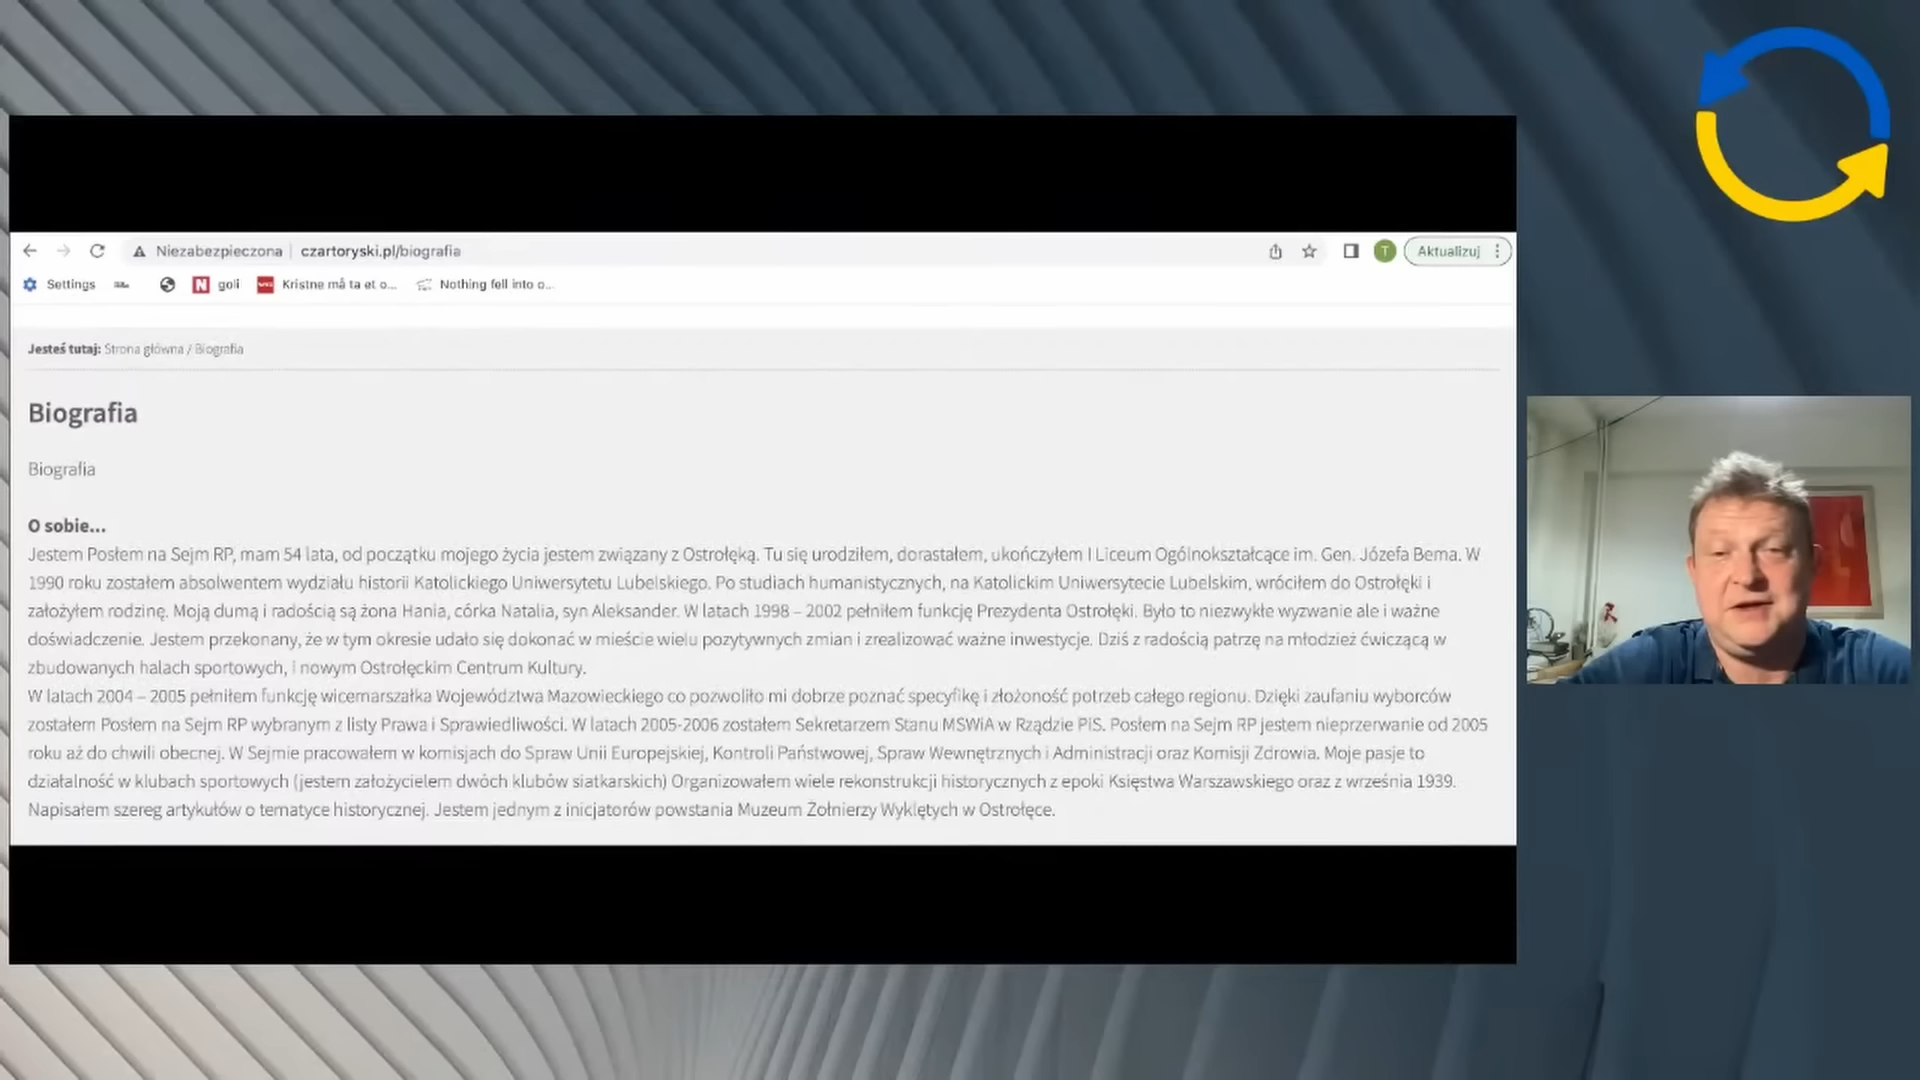 Niezabezpieczona | czartoryski.pl/biografia
Aktualizuj
Settings
goli
Kristne må ta et o...
Nothing fell into o...
T
Jesteś tutaj: Strona główna / Biografia
Biografia
Biografia
O sobie...
Jestem Posłem na Sejm RP, mam 54 lata, od początku mojego życia jestem związany z Ostrołęką. Tu się urodziłem, dorastałem, ukończyłem I Liceum Ogólnokształcące im. Gen. Józefa Bema. W
1990 roku zostałem absolwentem wydziału historii Katolickiego Uniwersytetu Lubelskiego. Po studiach humanistycznych, na Katolickim Uniwersytecie Lubelskim, wróciłem do Ostrołęki i
założyłem rodzinę. Moją dumą i radością są żona Hania, córka Natalia, syn Aleksander. W latach 1998 – 2002 pełniłem funkcję Prezydenta Ostrołęki. Było to niezwykłe wyzwanie ale i ważne
doświadczenie. Jestem przekonany, że w tym okresie udało się dokonać w mieście wielu pozytywnych zmian i zrealizować ważne inwestycje. Dziś z radością patrzę na młodzież ćwiczącą w
zbudowanych halach sportowych, i nowym Ostrołęckim Centrum Kultury.
W latach 2004 – 2005 pełniłem funkcję wicemarszałka Województwa Mazowieckiego co pozwoliło mi dobrze poznać specyfikę i złożoność potrzeb całego regionu. Dzięki zaufaniu wyborców
zostałem Posłem na Sejm RP wybranym z listy Prawa i Sprawiedliwości. W latach 2005-2006 zostałem Sekretarzem Stanu MSWiA w Rządzie PiS. Posłem na Sejm RP jestem nieprzerwanie od 2005
roku aż do chwili obecnej. W Sejmie pracowałem w komisjach do Spraw Unii Europejskiej, Kontroli Państwowej, Spraw Wewnętrznych i Administracji oraz Komisji Zdrowia. Moje pasje to
działalność w klubach sportowych (jestem założycielem dwóch klubów siatkarskich) Organizowałem wiele rekonstrukcji historycznych z epoki Księstwa Warszawskiego oraz z września 1939.
Napisałem szereg artykułów o tematyce historycznej. Jestem jednym z inicjatorów powstania Muzeum Żołnierzy Wyklętych w Ostrołęce.